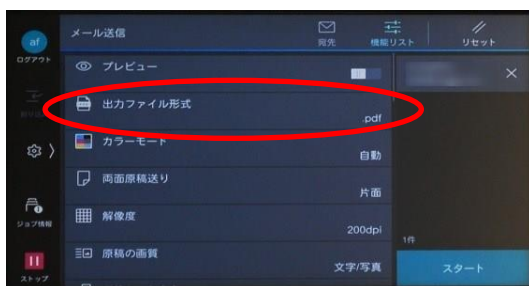 af
ログアウト
ジョブ情報
ストップ
メール送信
宛先
機能リスト
リセット
プレビュー
出力ファイル形式
.pdf
カラーモード
自動
両面原稿送り
片面
解像度
200dpi
原稿の画質
文字/写真
1件
スタート